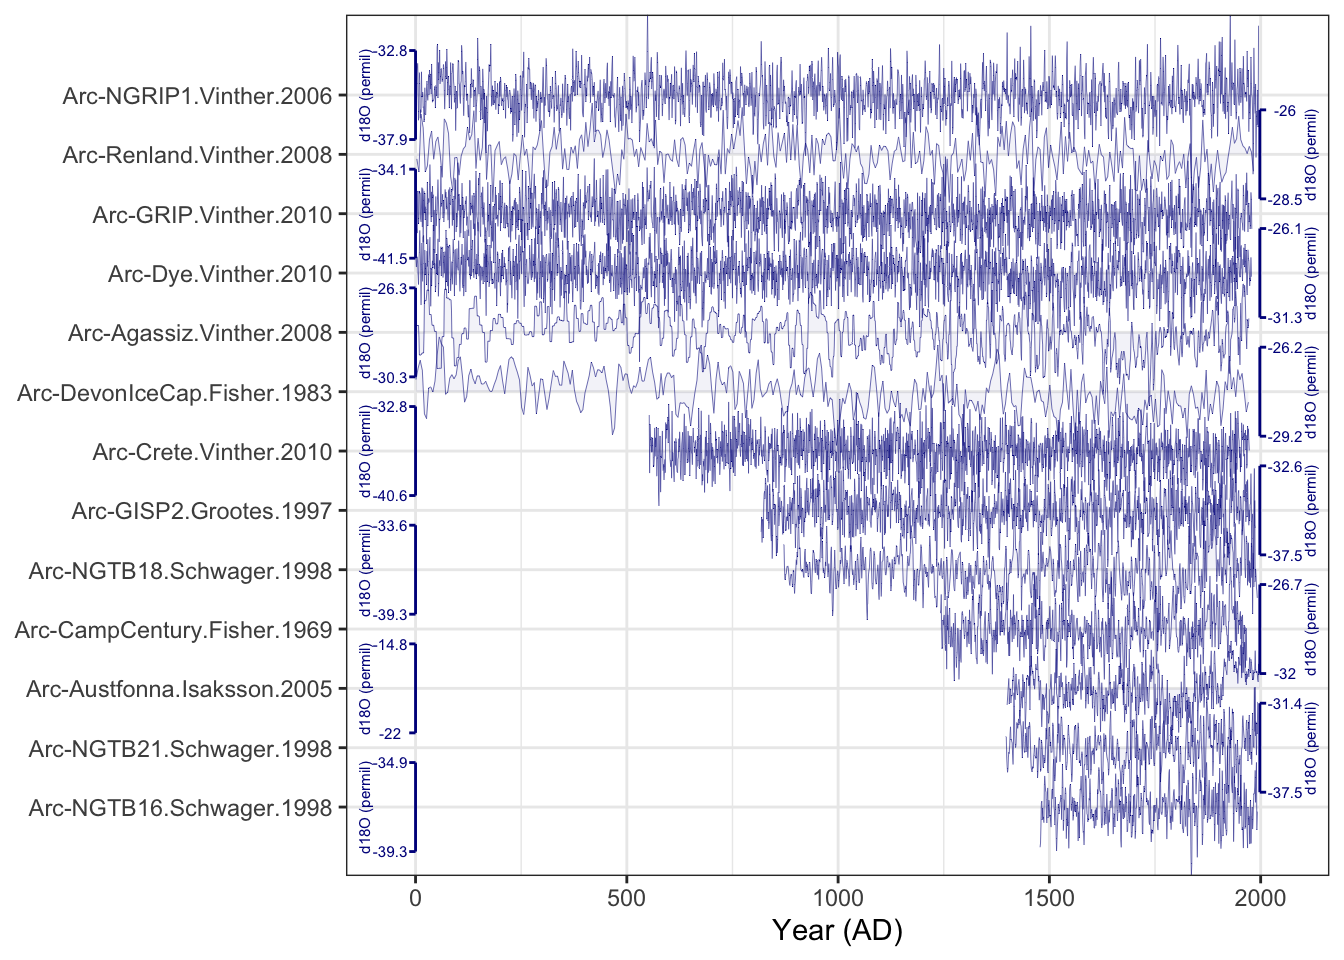 Arc-NGRIP1.Vinther.2006
Arc-Renland.Vinther.2008
Arc-GRIP.Vinther.2010
Arc-Dye.Vinther.2010
Arc-Agassiz.Vinther.2008
Arc-DevonIceCap.Fisher.1983
Arc-Crete.Vinther.2010
Arc-GISP2.Grootes.1997
Arc-NGTB18.Schwager.1998
Arc-CampCentury.Fisher.1969
Arc-Austfonna.Isaksson.2005
Arc-NGTB21.Schwager.1998
Arc-NGTB16.Schwager.1998
d18O (permil)
-32.8
-37.9
d18O (permil)
-34.1
-41.5
d18O (permil)
-26.3
-30.3
d18O (permil)
-32.8
-40.6
d18O (permil)
-33.6
-39.3
d18O (permil)
-14.8
-22
d18O (permil)
-34.9
-39.3
-26
-28.5
d18O (permil)
-26.1
-31.3
d18O (permil)
-26.2
-29.2
d18O (permil)
-32.6
-37.5
d18O (permil)
-26.7
-32
d18O (permil)
-31.4
-37.5
d18O (permil)
0 500 1000 1500 2000
Year (AD)